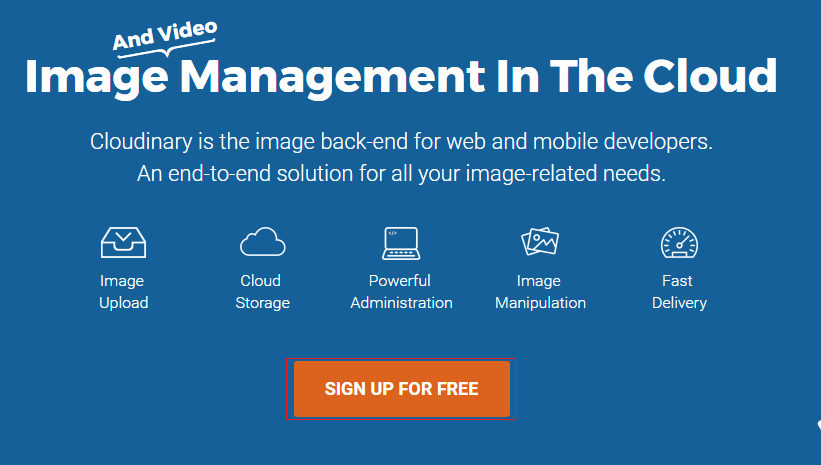 And Video
Image Management In The Cloud
Cloudinary is the image back-end for web and mobile developers.
An end-to-end solution for all your image-related needs.
</>
Image
Upload
Cloud
Storage
Powerful
Administration
Image
Manipulation
Fast
Delivery
SIGN UP FOR FREE